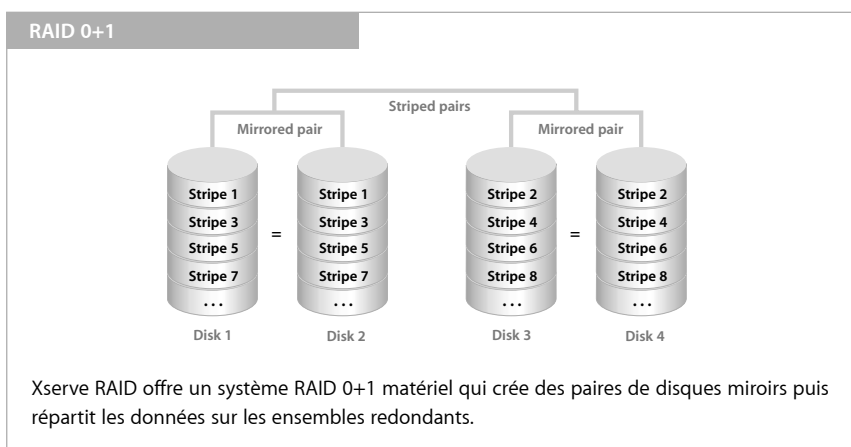 RAID 0+1
Striped pairs
Mirrored pair Mirrored pair
Stripe 1 Stripe 1 Stripe 2 Stripe 2
Stripe 3 Stripe 3 Stripe 4 Stripe 4
= =
Stripe 5 Stripe 5 Stripe 6 Stripe 6
Stripe 7 Stripe 7 Stripe 8 Stripe 8
... ... ... ...
Disk 1 Disk 2 Disk 3 Disk 4
Xserve RAID offre un système RAID 0+1 matériel qui crée des paires de disques miroirs puis
répartit les données sur les ensembles redondants.